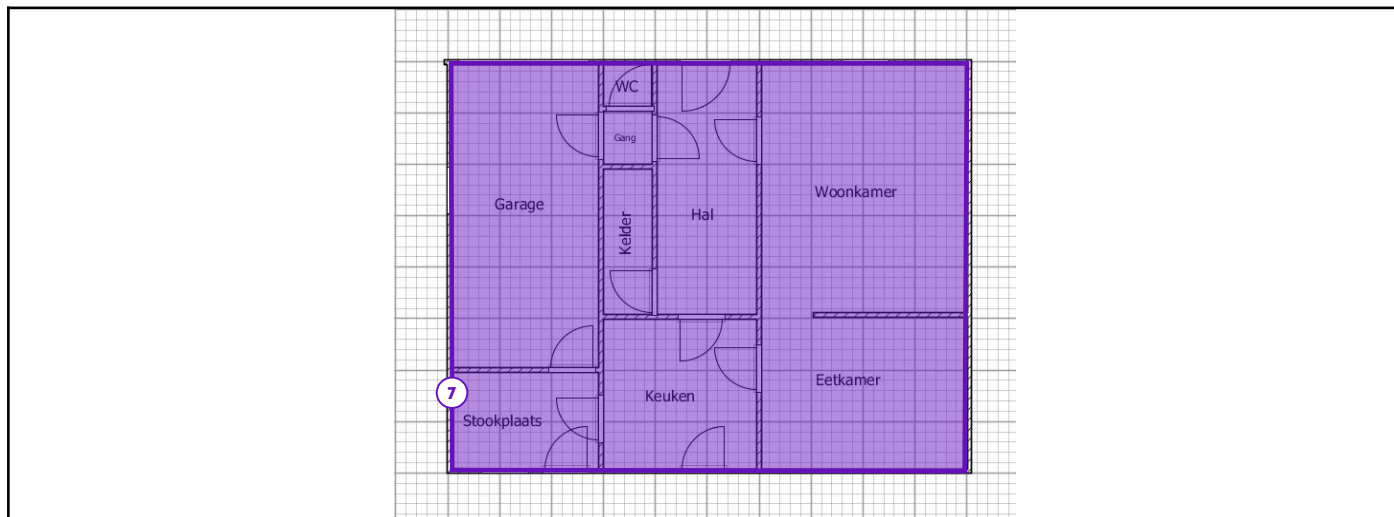 WC
Gang
Woonkamer
Garage
Hal
Kelder
Eetkamer
7
Keuken
Stookplaats